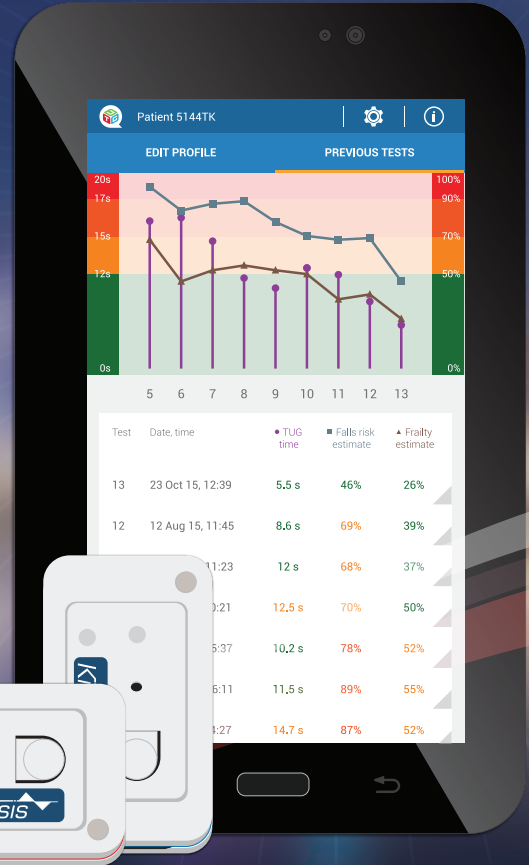 Patient 5144TK
EDIT PROFILE
PREVIOUS TESTS
20s 100%
17s 90%
15s 70%
12s 50%
0s 0%
5 6 7 8 9 10 11 12 13
Test Date, time TUG time Falls risk estimate Frailty estimate
13 23 Oct 15, 12:39 5.5 s 46% 26%
12 12 Aug 15, 11:45 8.6 s 69% 39%
1:23 12 s 68% 37%
:21 12.5 s 70% 50%
:37 10.2 s 78% 52%
6:11 11.5 s 89% 55%
:27 14.7 s 87% 52%
SIS